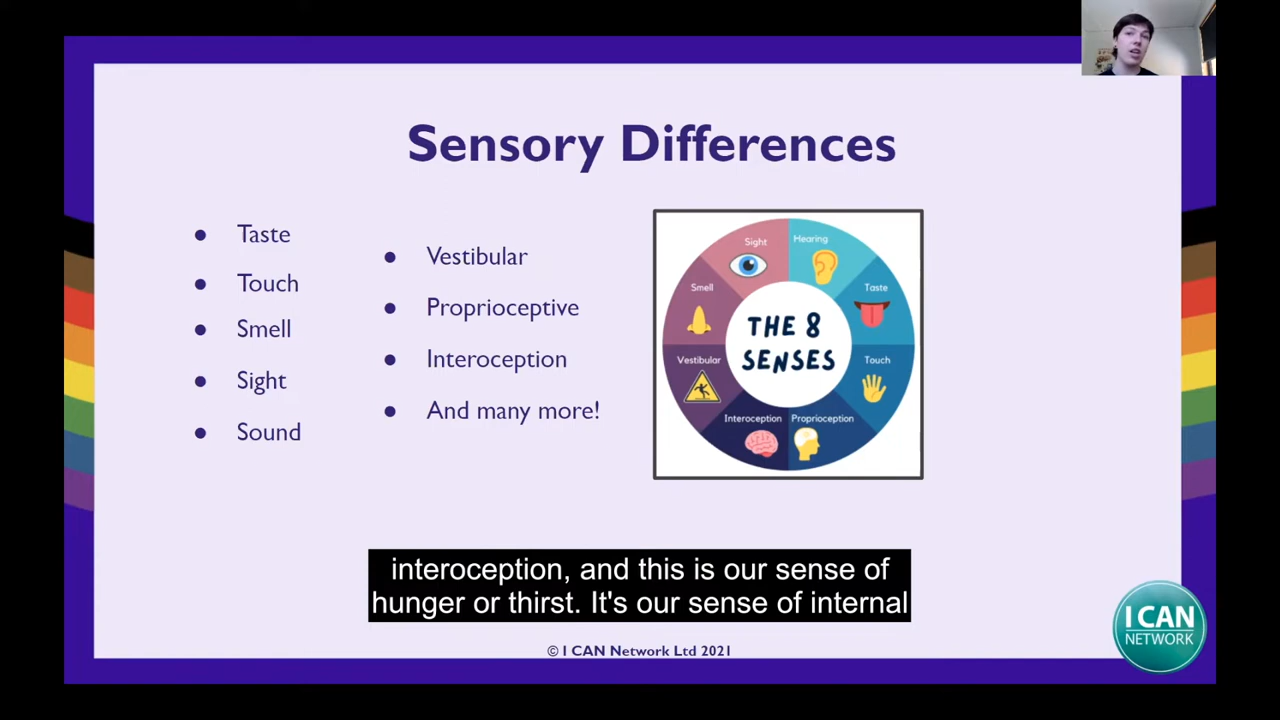 Sensory Differences
Taste
Touch
Smell
Sight
Sound
Vestibular
Proprioceptive
Interoception
And many more!
Sight
Hearing
Smell
Taste
THE 8
SENSES
Vestibular
Touch
Interoception
Proprioception
interoception, and this is our sense of
hunger or thirst. It's our sense of internal
© I CAN Network Ltd 2021
I CAN
NETWORK